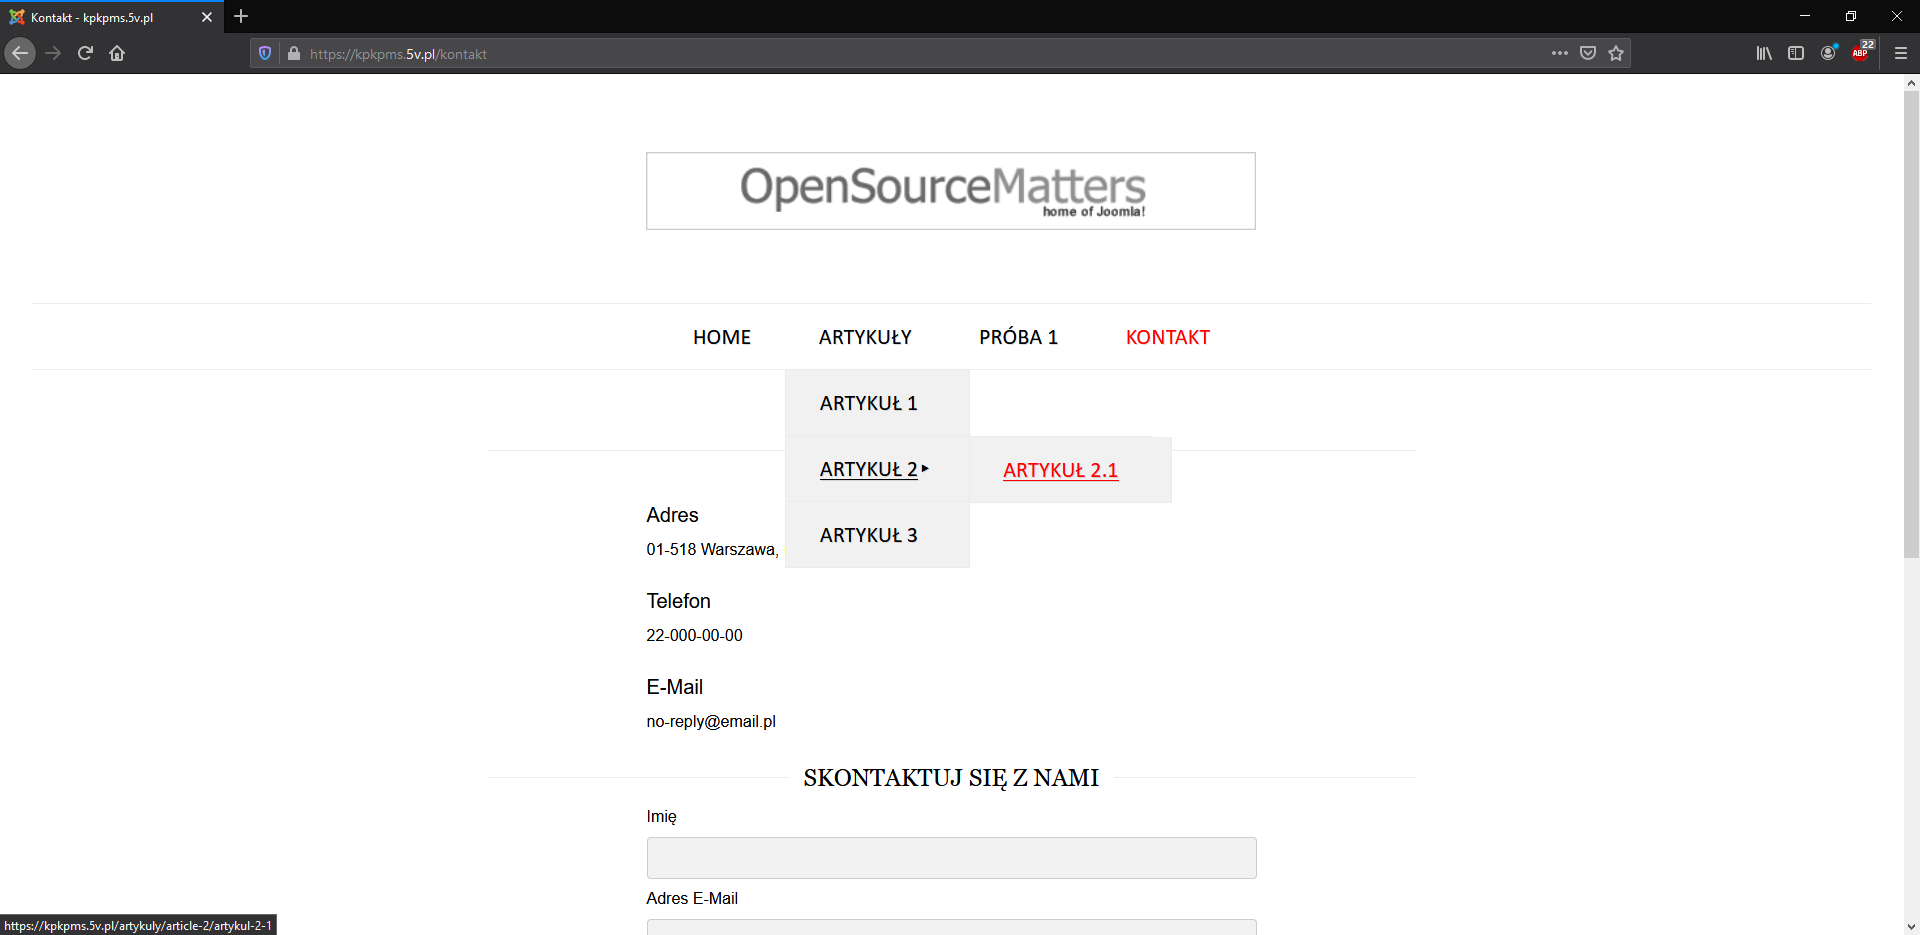 Kontakt - kpkpms.5v.pl
https://kpkpms.5v.pl/kontakt
ABP
22
OpenSourceMatters
home of Joomla!
HOME
ARTYKUŁY
PRÓBA 1
KONTAKT
ARTYKUŁ 1
ARTYKUŁ 2
ARTYKUŁ 2.1
ARTYKUŁ 3
Adres
01-518 Warszawa,
Telefon
22-000-00-00
E-Mail
no-reply@email.pl
SKONTAKTUJ SIĘ Z NAMI
Imię
Adres E-Mail
https://kpkpms.5v.pl/artykuly/article-2/artykul-2-1